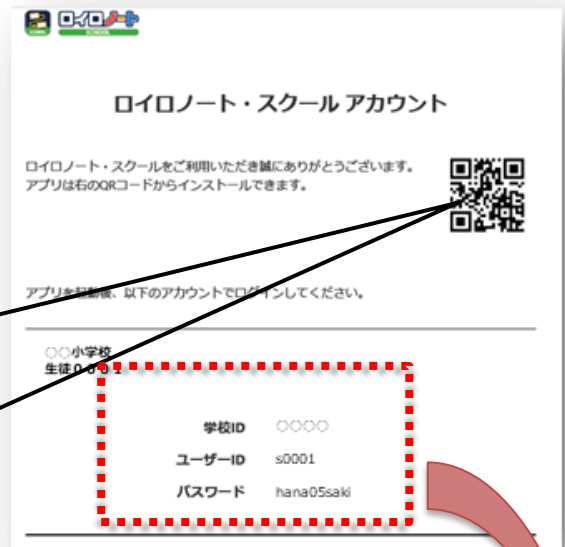 ロイロノート
SCHOOL
ロイロノート・スクール アカウント
ロイロノート・スクールをご利用いただき誠にありがとうございます。
アプリは右のQRコードからインストールできます。
アプリを起動後、以下のアカウントでログインしてください。
○○小学校
生徒0001
学校ID ○○○○
ユーザーID s0001
パスワード hana05saki